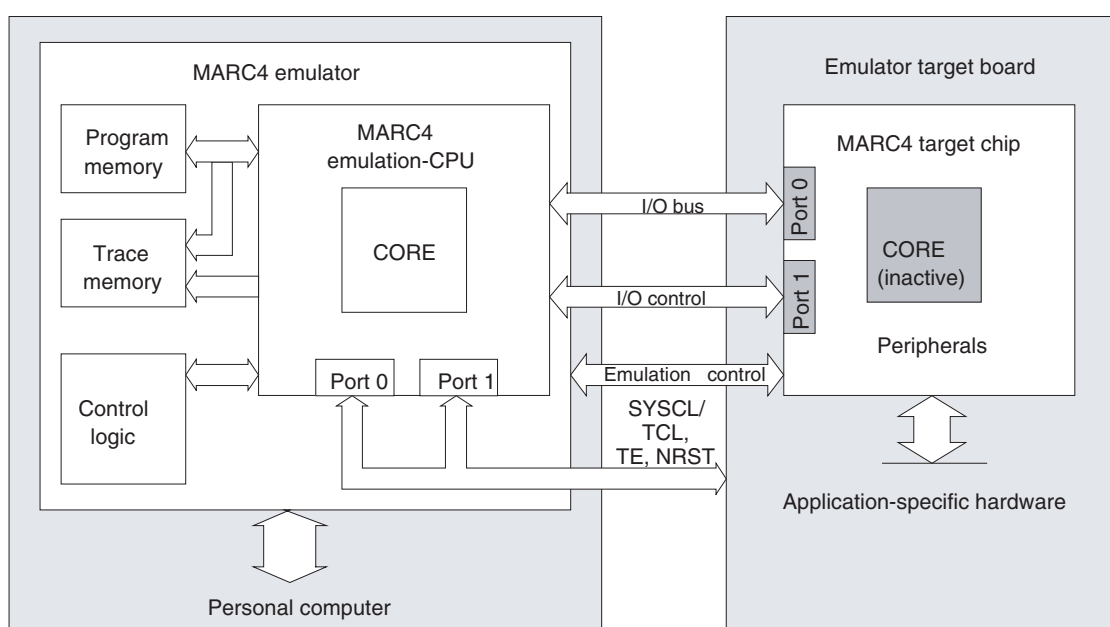 MARC4 emulator
Program
memory
Trace
memory
Control
logic
MARC4
emulation-CPU
CORE
Port 0
Port 1
I/O bus
I/O control
Emulation control
SYSCL/
TCL,
TE, NRST
Personal computer
Emulator target board
MARC4 target chip
Port 0
Port 1
CORE
(inactive)
Peripherals
Application-specific hardware